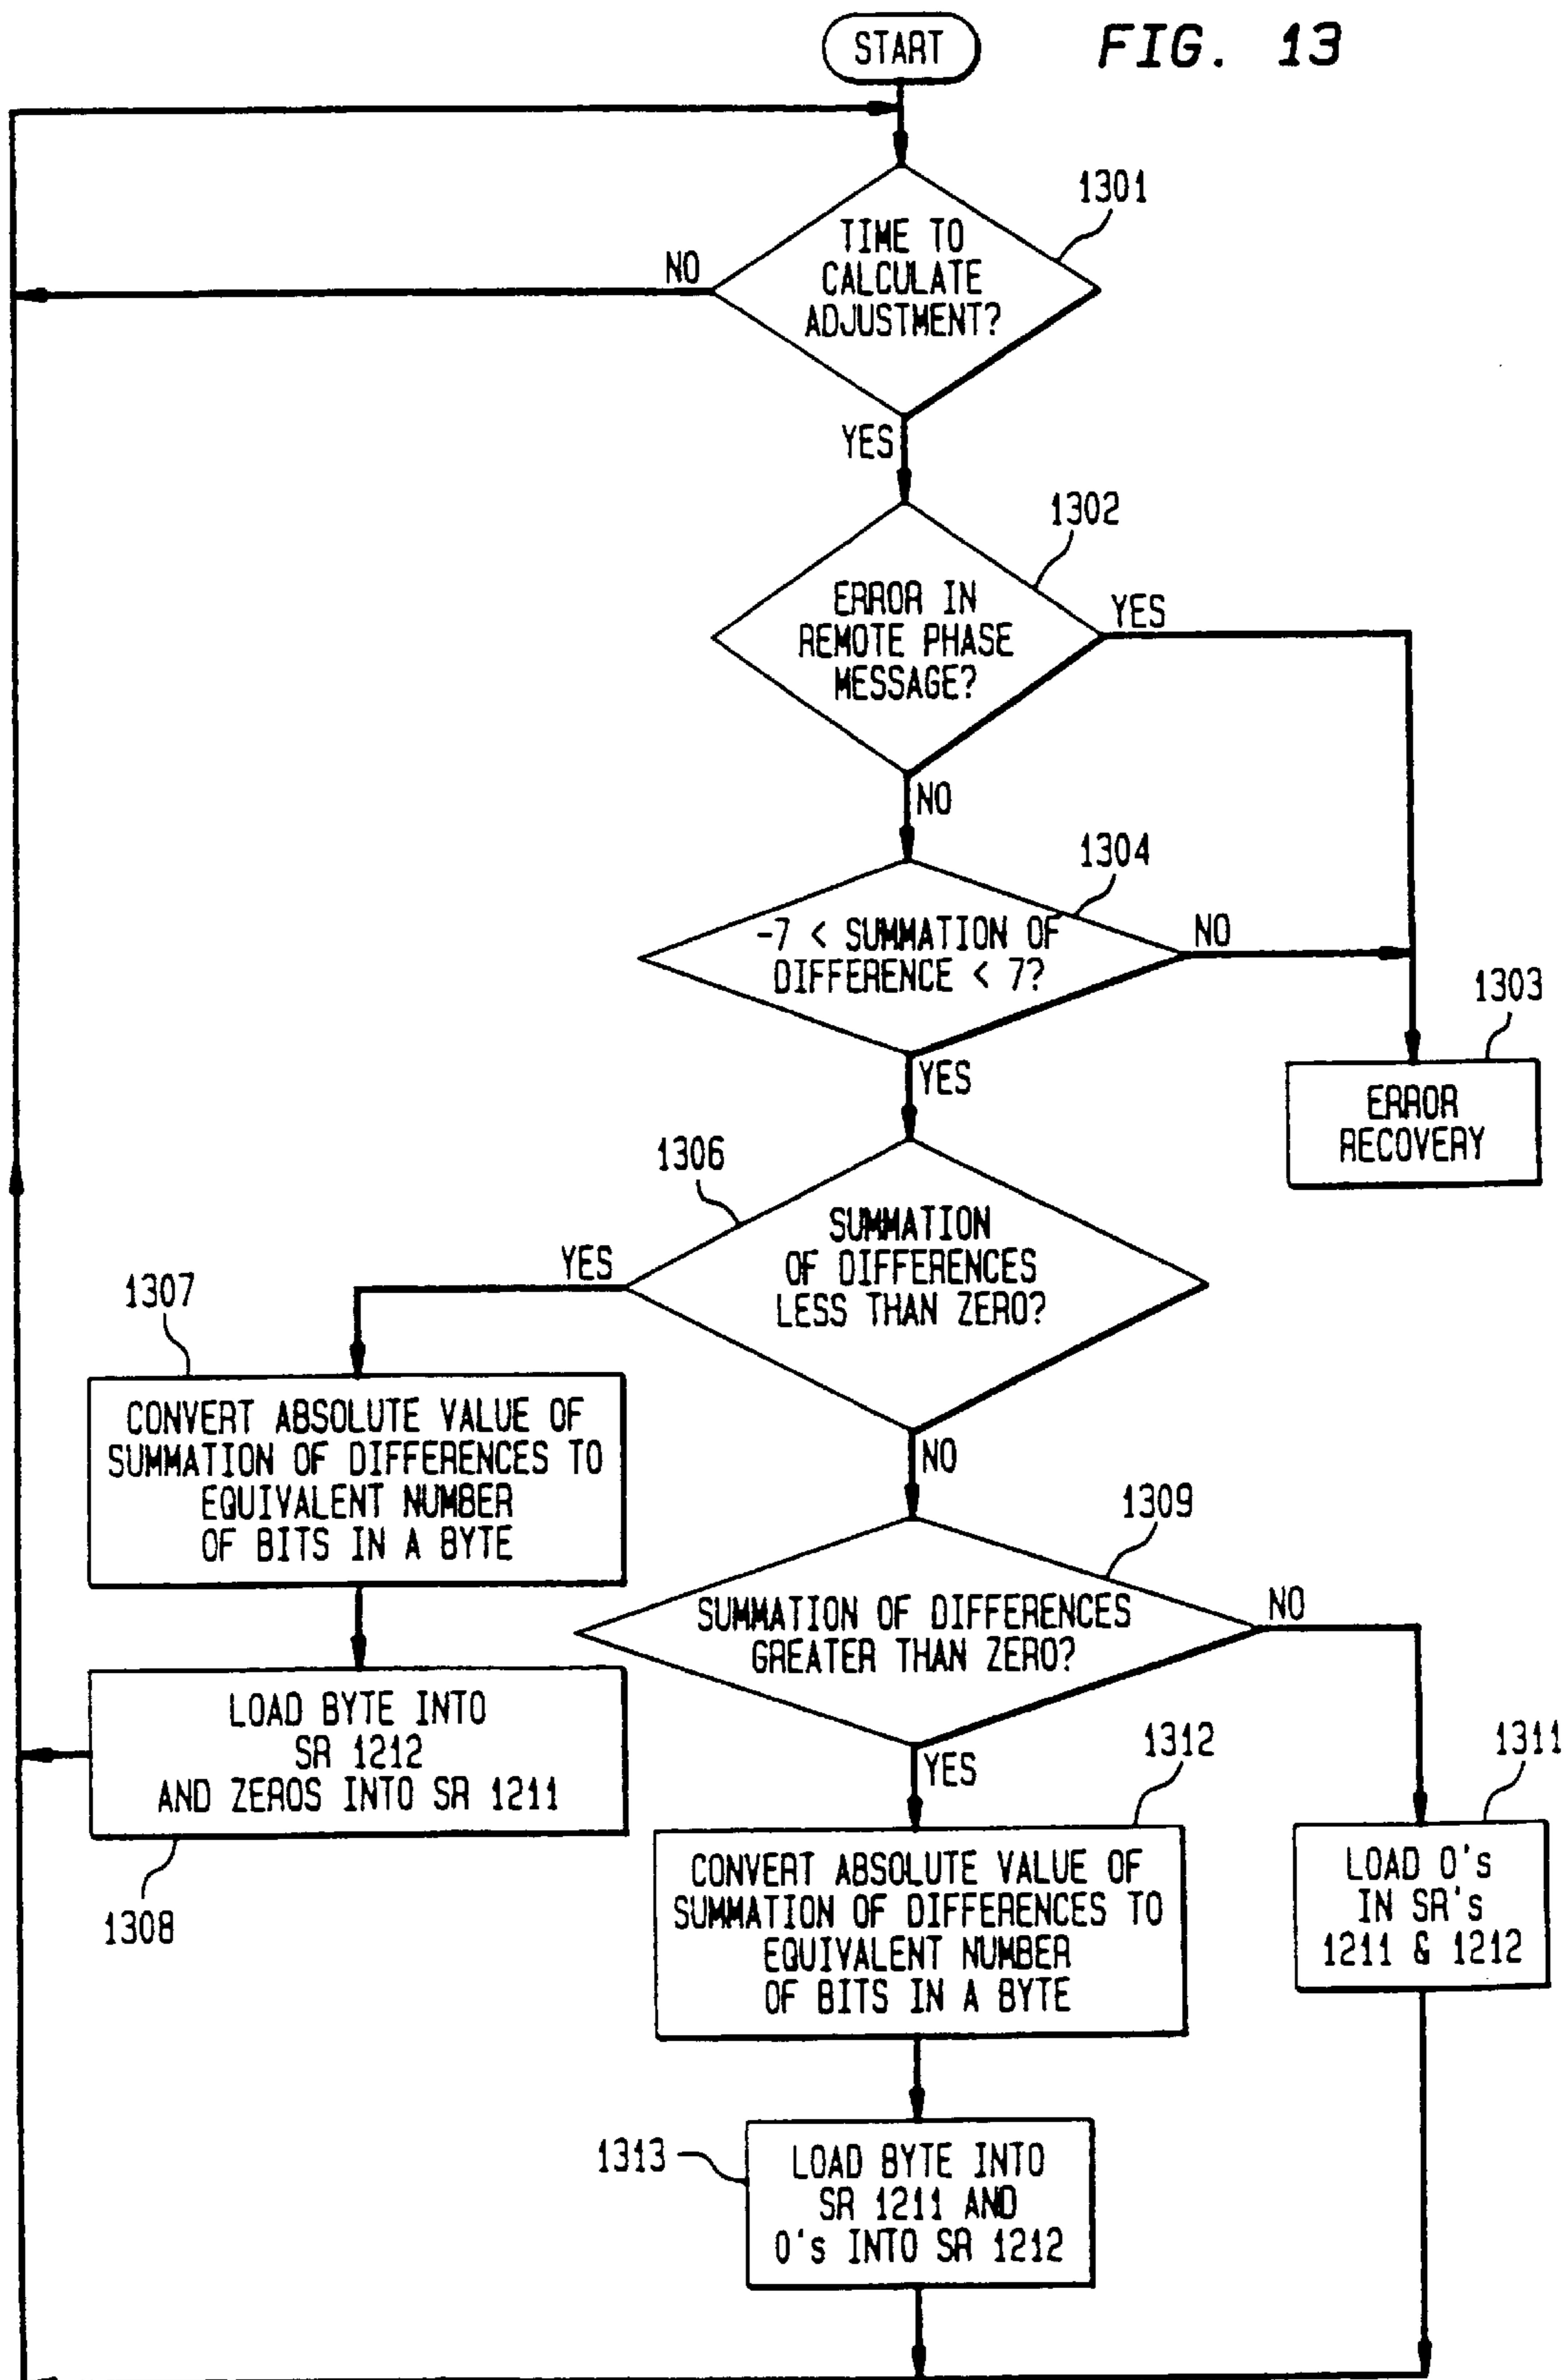 START
FIG. 13
1301
TIME TO
CALCULATE
ADJUSTMENT?
NO
YES
1302
ERROR IN
REMOTE PHASE
MESSAGE?
YES
NO
1304
-7 < SUMMATION OF
DIFFERENCE < 7?
NO
YES
1303
ERROR
RECOVERY
1306
SUMMATION
OF DIFFERENCES
LESS THAN ZERO?
YES
NO
1307
CONVERT ABSOLUTE VALUE OF
SUMMATION OF DIFFERENCES TO
EQUIVALENT NUMBER
OF BITS IN A BYTE
LOAD BYTE INTO
SR 1212
AND ZEROS INTO SR 1211
1308
1309
SUMMATION OF DIFFERENCES
GREATER THAN ZERO?
NO
YES
1312
CONVERT ABSOLUTE VALUE OF
SUMMATION OF DIFFERENCES TO
EQUIVALENT NUMBER
OF BITS IN A BYTE
1311
LOAD 0's
IN SR's
1211 & 1212
1313
LOAD BYTE INTO
SR 1211 AND
0's INTO SR 1212